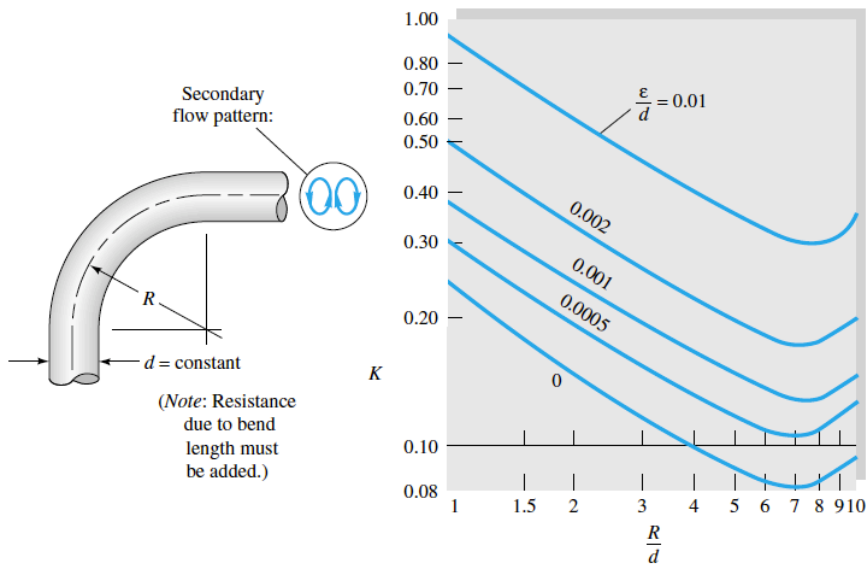 Secondary
flow pattern:
R
d = constant
(Note: Resistance
due to bend
length must
be added.)
K
1.00
0.80
0.70
0.60
0.50
0.40
0.30
0.20
0.10
0.08
ε/d = 0.01
0.002
0.001
0.0005
0
1 1.5 2 3 4 5 6 7 8 9 10
R
d